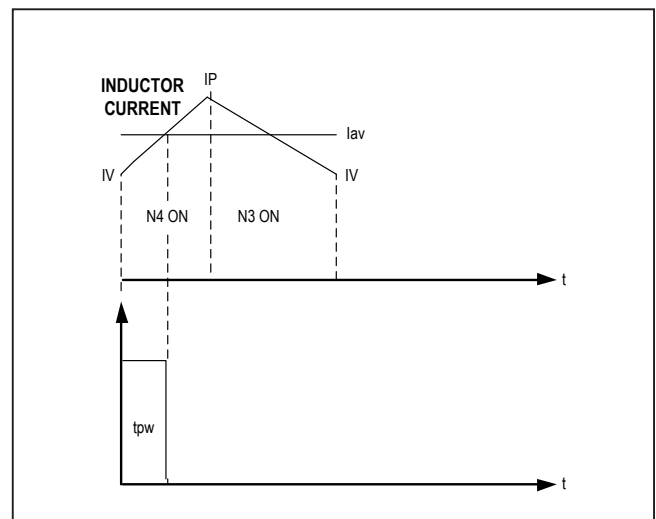 INDUCTOR
CURRENT
IP
Iav
IV
IV
N4 ON
N3 ON
t
tpw
t